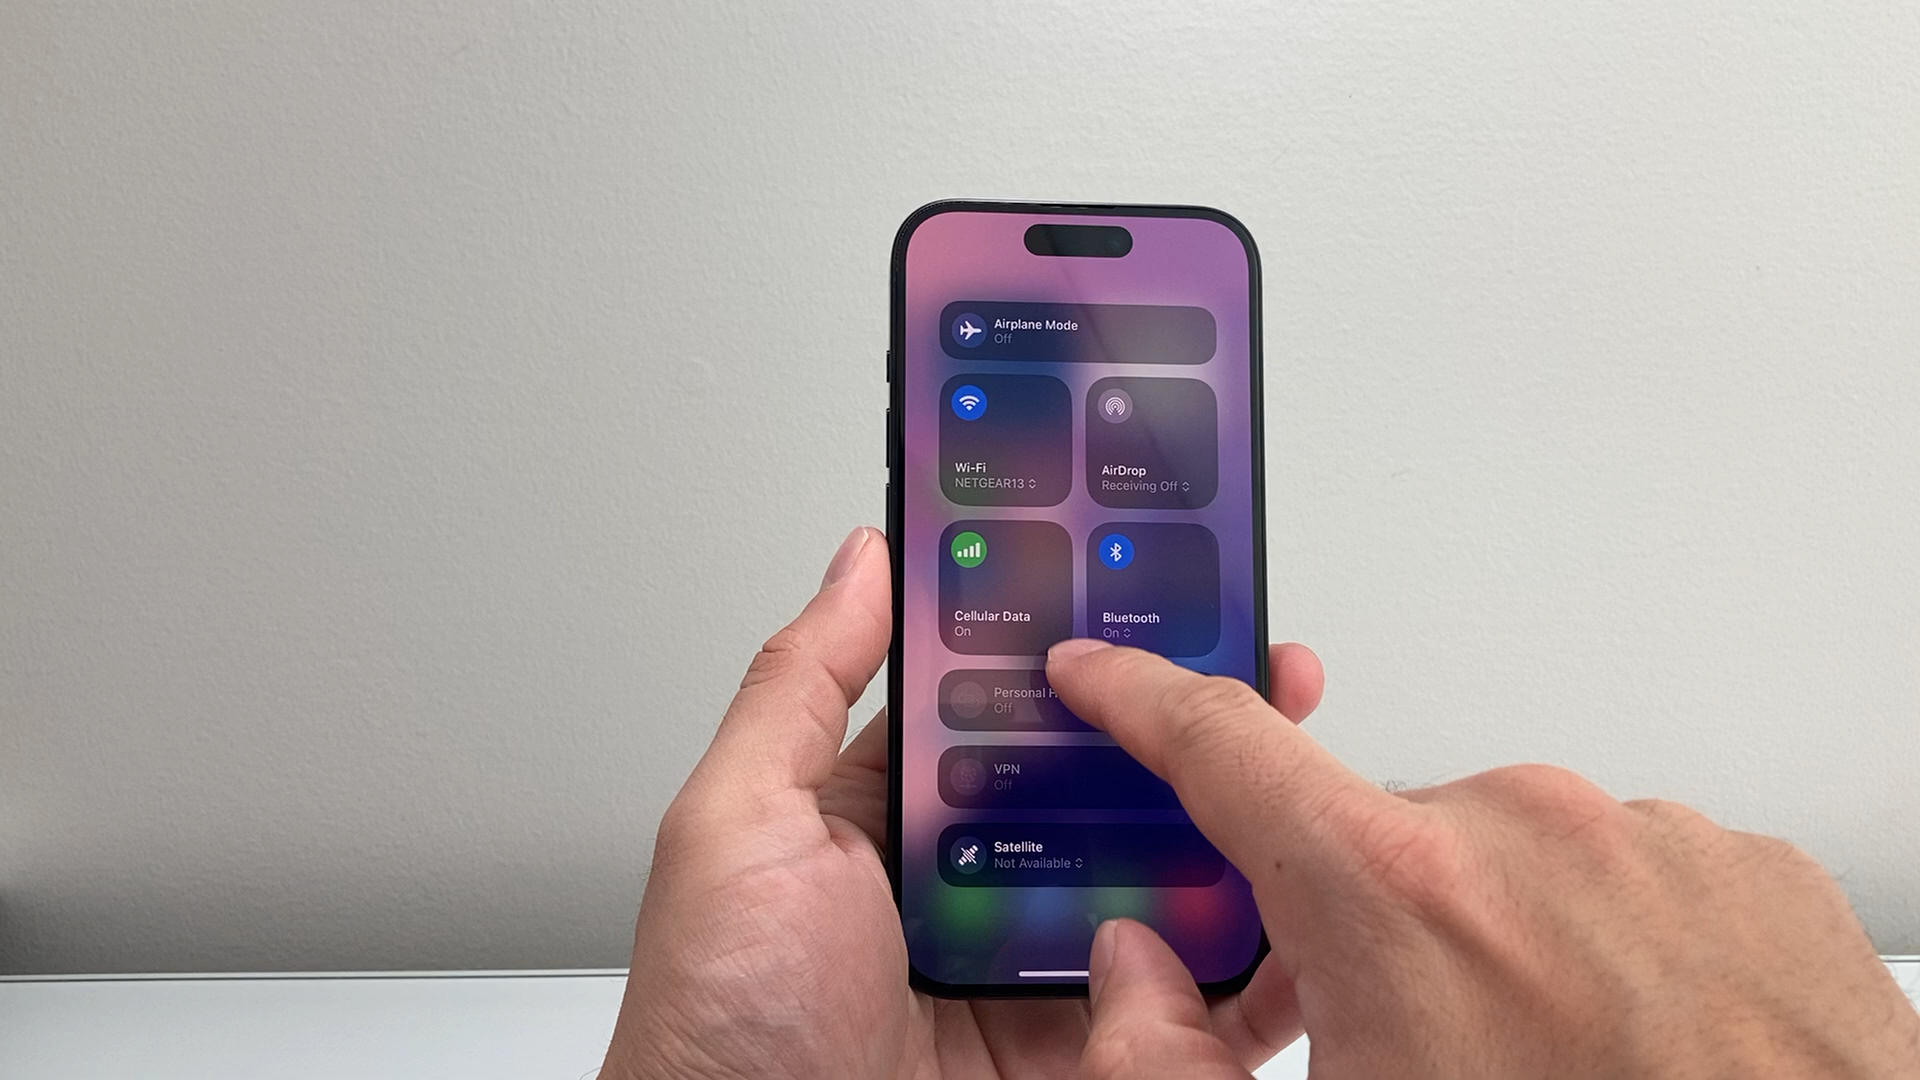 Airplane Mode
Off
Wi-Fi
NETGEAR13
AirDrop
Receiving Off
Cellular Data
On
Bluetooth
On
Personal
Off
VPN
Off
Satellite
Not Available